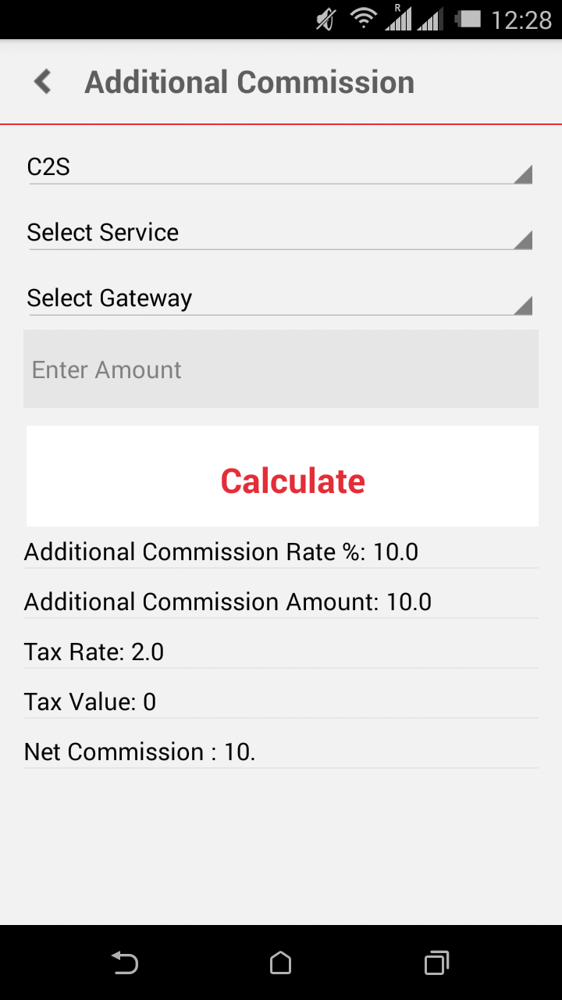 R
12:28
Additional Commission
C2S
Select Service
Select Gateway
Enter Amount
Calculate
Additional Commission Rate %: 10.0
Additional Commission Amount: 10.0
Tax Rate: 2.0
Tax Value: 0
Net Commission : 10.